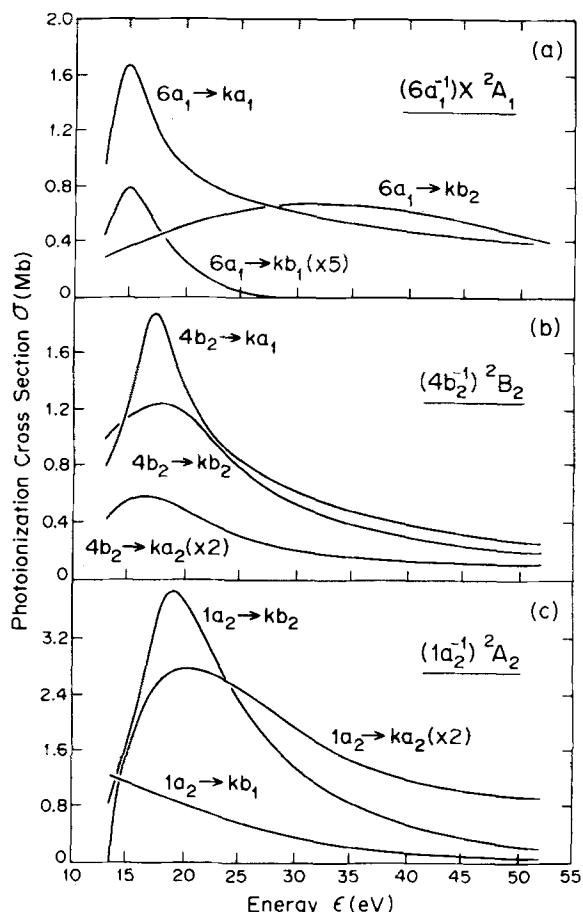 2.0
(a)
1.6
6a₁→ka₁
(6a₁⁻¹)X ²A₁
1.2
0.8
6a₁→kb₂
0.4
6a₁→kb₁(x5)
0
(b)
1.6
4b₂→ka₁
(4b₂⁻¹) ²B₂
1.2
0.8
4b₂→kb₂
0.4
4b₂→ka₂(x2)
0
(c)
3.2
1a₂→kb₂
(1a₂⁻¹) ²A₂
2.4
1.6
1a₂→ka₂(x2)
0.8
1a₂→kb₁
0
10 15 20 25 30 35 40 45 50 55
Energy ε(eV)
Photoionization Cross Section σ(Mb)